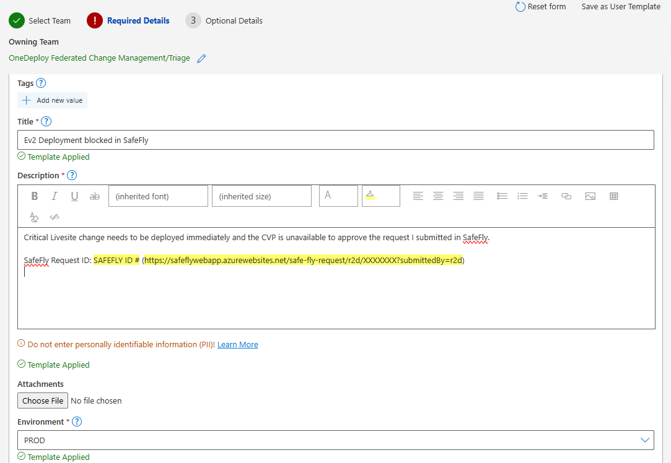 Reset form Save as User Template
Select Team ! Required Details 3 Optional Details
Owning Team
OneDeploy Federated Change Management/Triage
Tags ?
+ Add new value
Title * ?
Ev2 Deployment blocked in SafeFly
Template Applied
Description * ?
B I U ab (inherited font) (inherited size) A
Critical Livesite change needs to be deployed immediately and the CVP is unavailable to approve the request I submitted in SafeFly.
SafeFly Request ID: SAFEFLY ID # (https://safeflywebapp.azurewebsites.net/safe-fly-request/r2d/XXXXXXX?submittedBy=r2d)
Do not enter personally identifiable information (PII)! Learn More
Template Applied
Attachments
Choose File No file chosen
Environment * ?
PROD
Template Applied